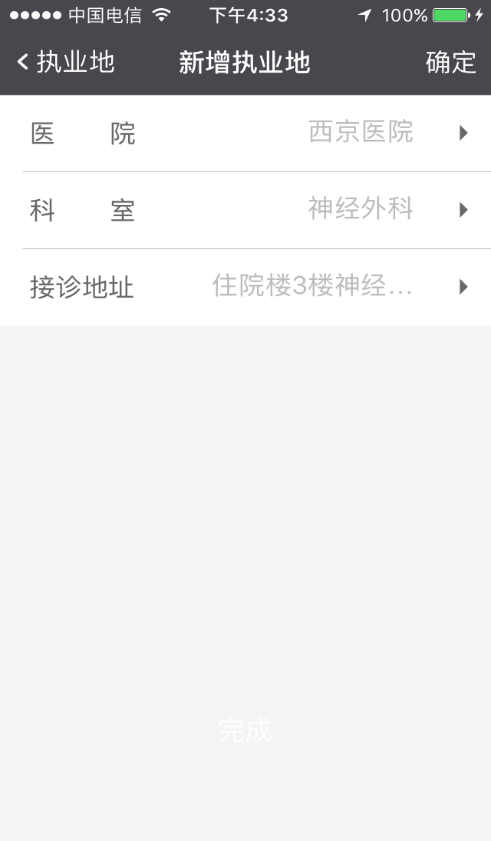 中国电信 下午4:33 100%
执业地 新增执业地 确定
医 院 西京医院
科 室 神经外科
接诊地址 住院楼3楼神经...
完成